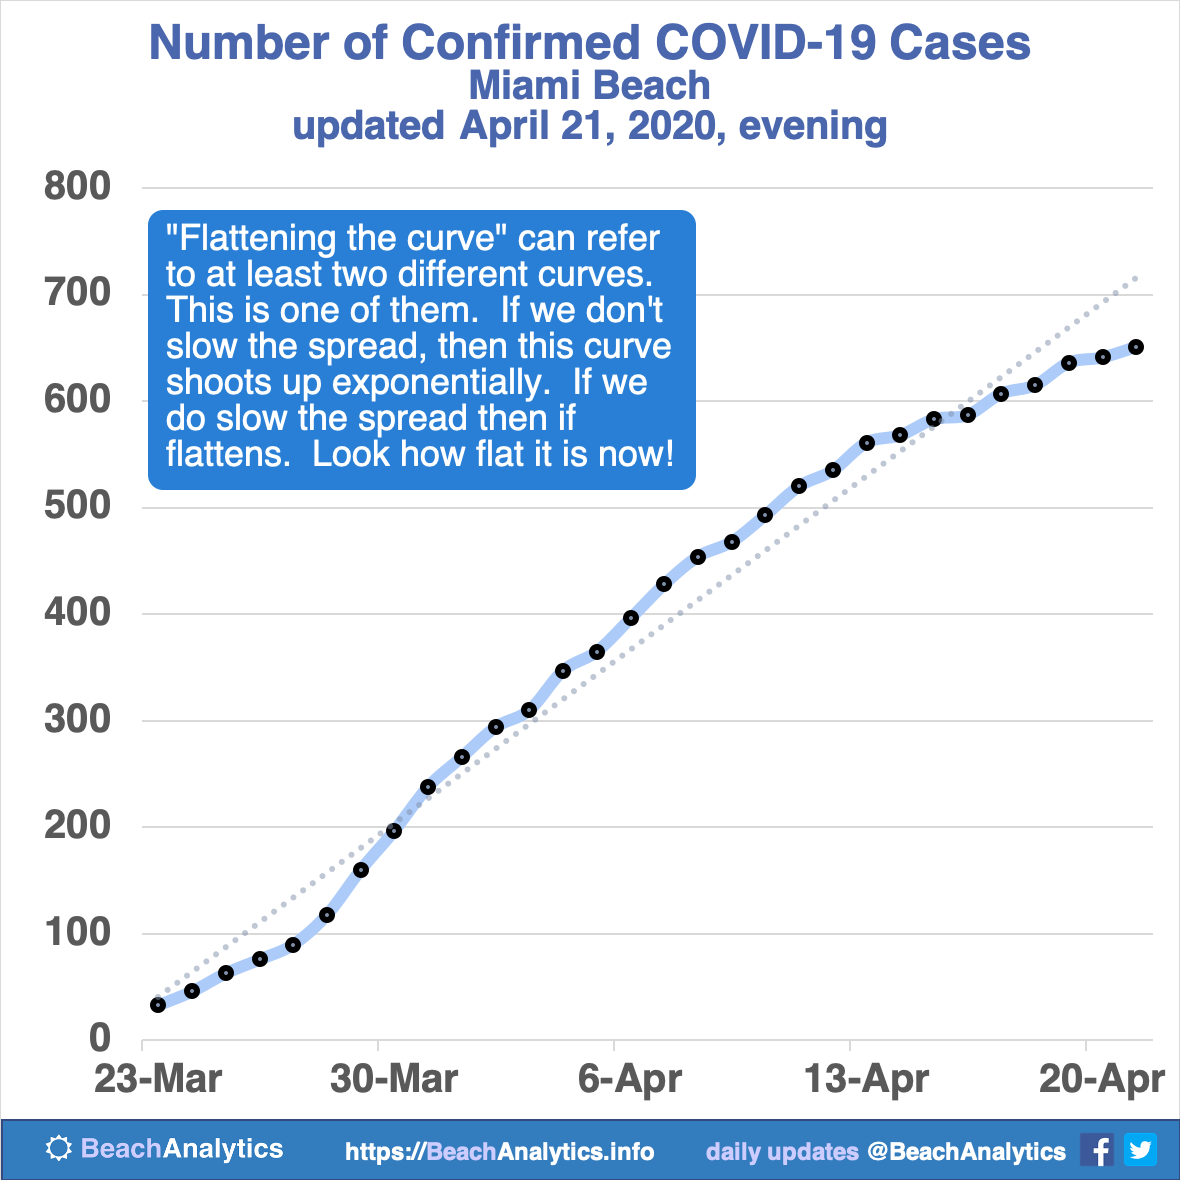 Number of Confirmed COVID-19 Cases
Miami Beach
updated April 21, 2020, evening
800
"Flattening the curve" can refer
to at least two different curves.
This is one of them.  If we don't
slow the spread, then this curve
shoots up exponentially.  If we
do slow the spread then if
flattens.  Look how flat it is now!
700
600
500
400
300
200
100
0
23-Mar 30-Mar 6-Apr 13-Apr 20-Apr
BeachAnalytics https://BeachAnalytics.info daily updates @BeachAnalytics